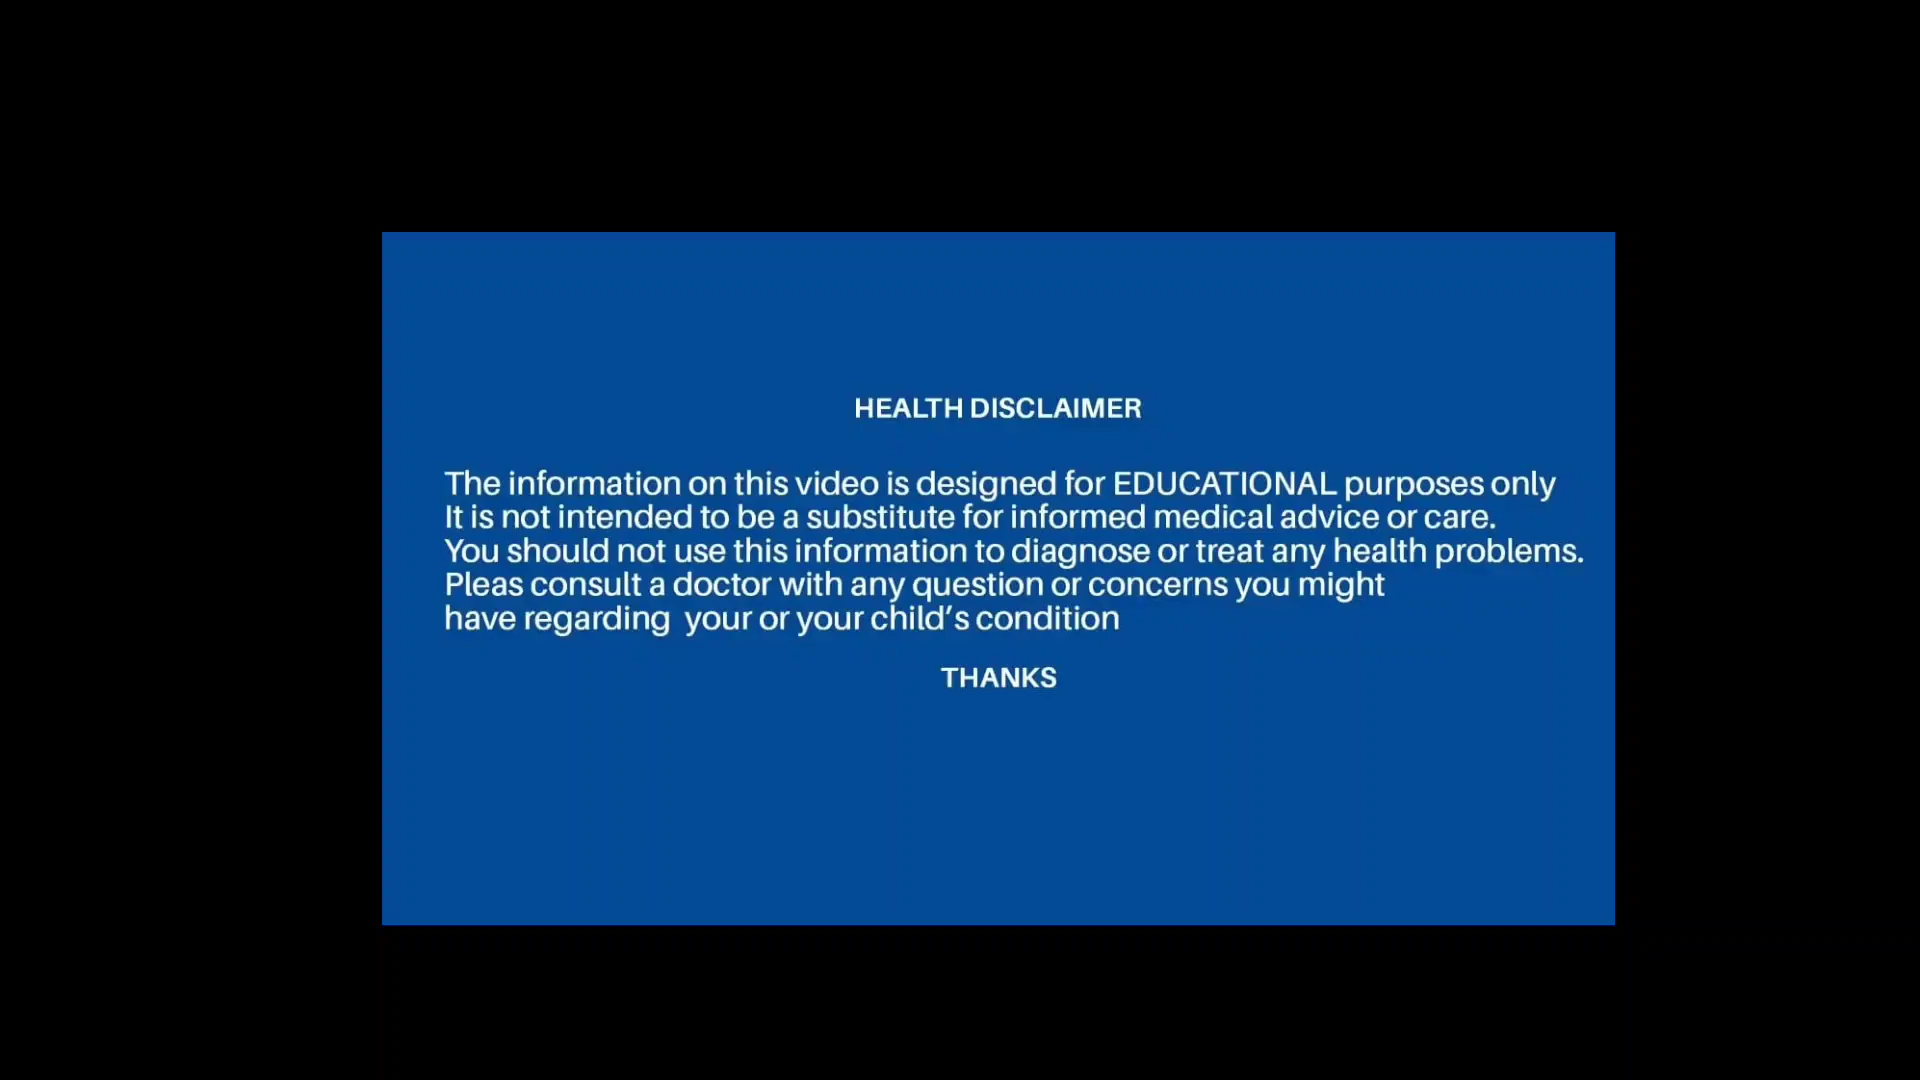 HEALTH DISCLAIMER
The information on this video is designed for EDUCATIONAL purposes only
It is not intended to be a substitute for informed medical advice or care.
You should not use this information to diagnose or treat any health problems.
Pleas consult a doctor with any question or concerns you might
have regarding  your or your child’s condition
THANKS